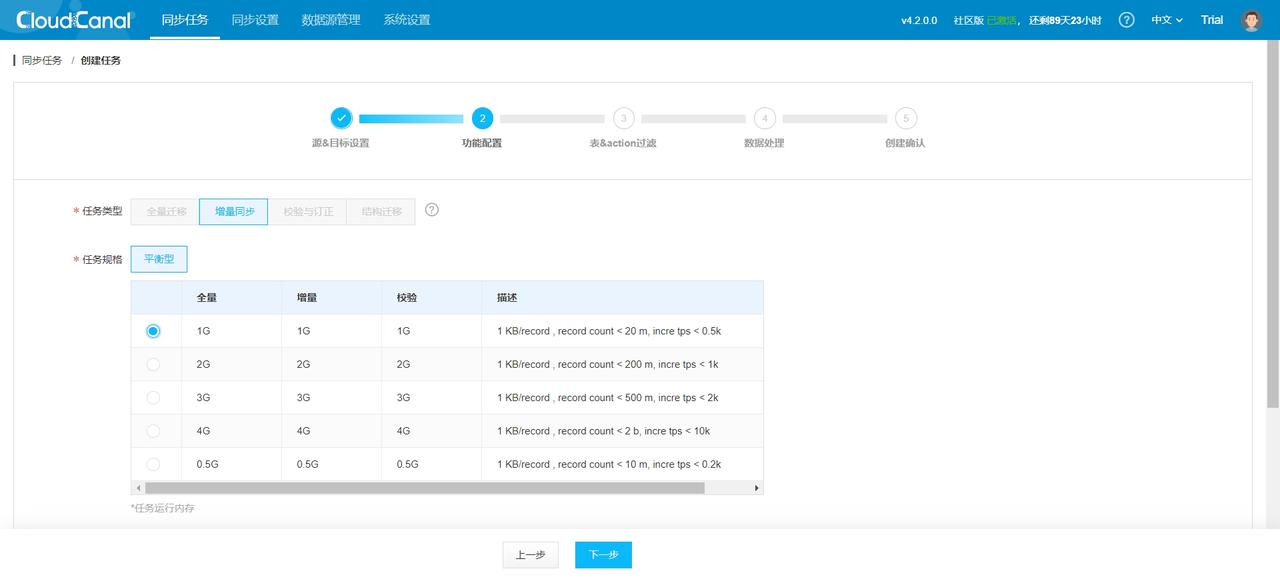 CloudCanal 同步任务 同步设置 数据源管理 系统设置 v4.2.0.0 社区版 已激活， 还剩89天23小时 ? 中文 Trial
同步任务 / 创建任务
2 3 4 5
源&目标设置 功能配置 表&action过滤 数据处理 创建确认
* 任务类型 全量迁移 增量同步 校验与订正 结构迁移 ?
* 任务规格 平衡型
全量 增量 校验 描述
1G 1G 1G 1 KB/record , record count < 20 m, incre tps < 0.5k
2G 2G 2G 1 KB/record , record count < 200 m, incre tps < 1k
3G 3G 3G 1 KB/record , record count < 500 m, incre tps < 2k
4G 4G 4G 1 KB/record , record count < 2 b, incre tps < 10k
0.5G 0.5G 0.5G 1 KB/record , record count < 10 m, incre tps < 0.2k
*任务运行内存
上一步 下一步